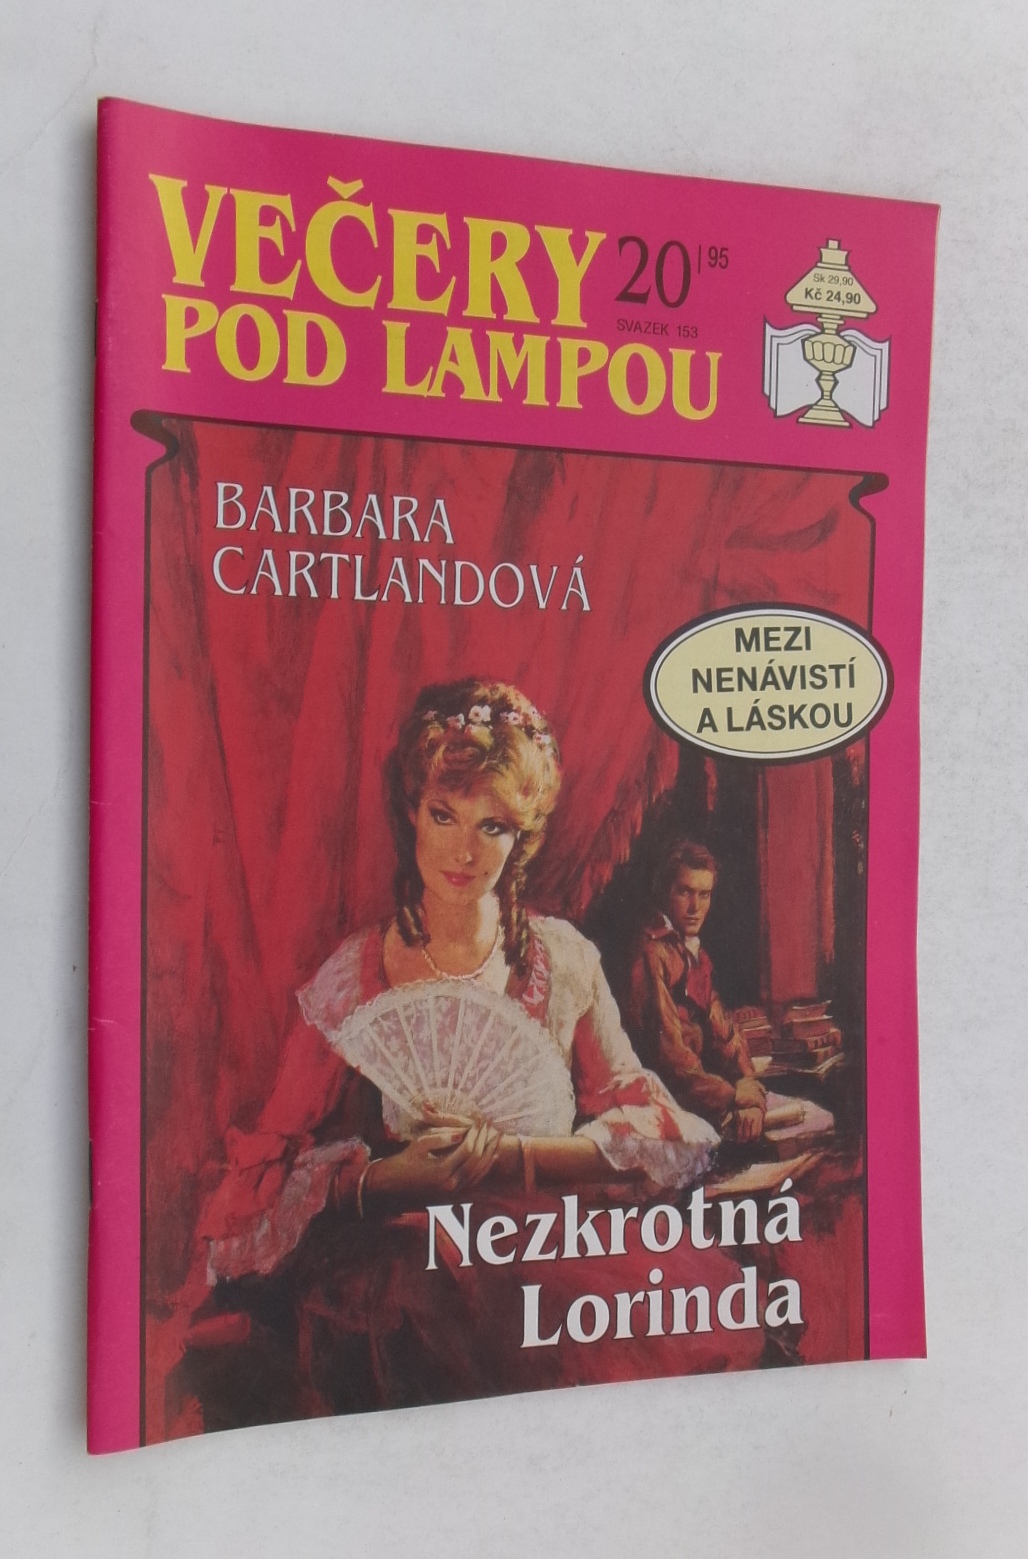 VEČERY
POD LAMPOU
20|95
SVAZEK 153
Sk 29,90
Kč 24,90
BARBARA
CARTLANDOVÁ
MEZI
NENÁVISTÍ
A LÁSKOU
Nezkrotná
Lorinda